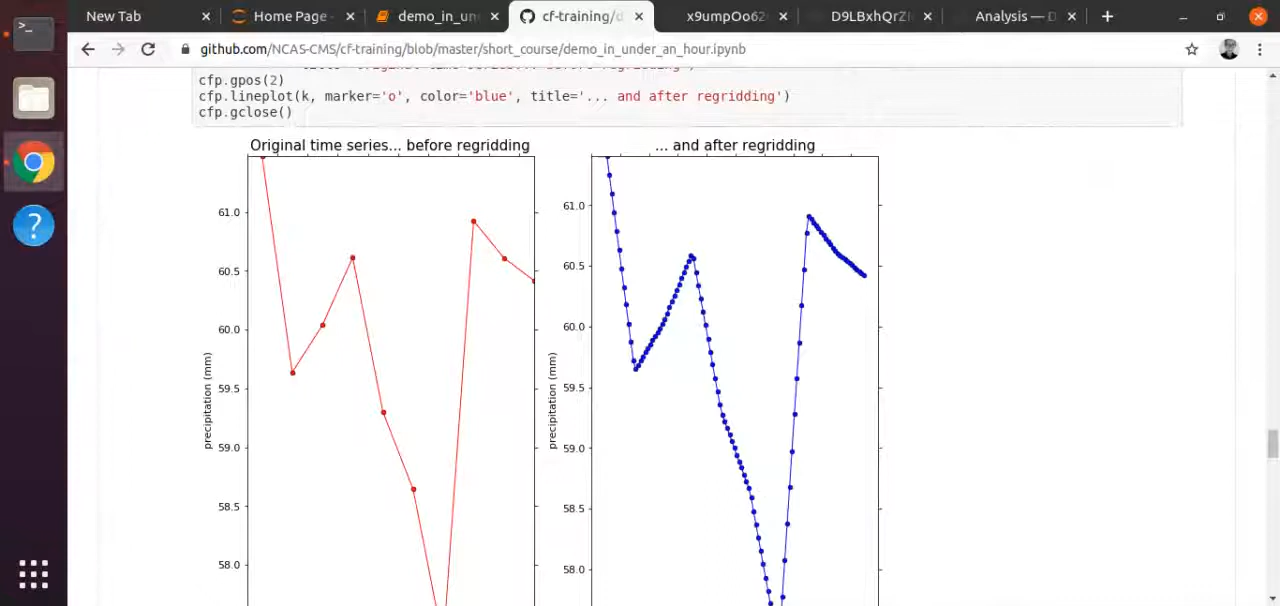 New Tab
Home Page -
demo_in_un
cf-training/d
x9umpOo62
D9LBxhQrZ
Analysis —
github.com/NCAS-CMS/cf-training/blob/master/short_course/demo_in_under_an_hour.ipynb
cfp.gpos(2)
cfp.lineplot(k, marker='o', color='blue', title='... and after regridding')
cfp.gclose()
Original time series... before regridding
... and after regridding
61.0
60.5
60.0
59.5
59.0
58.5
58.0
precipitation (mm)
61.0
60.5
60.0
59.5
59.0
58.5
58.0
precipitation (mm)